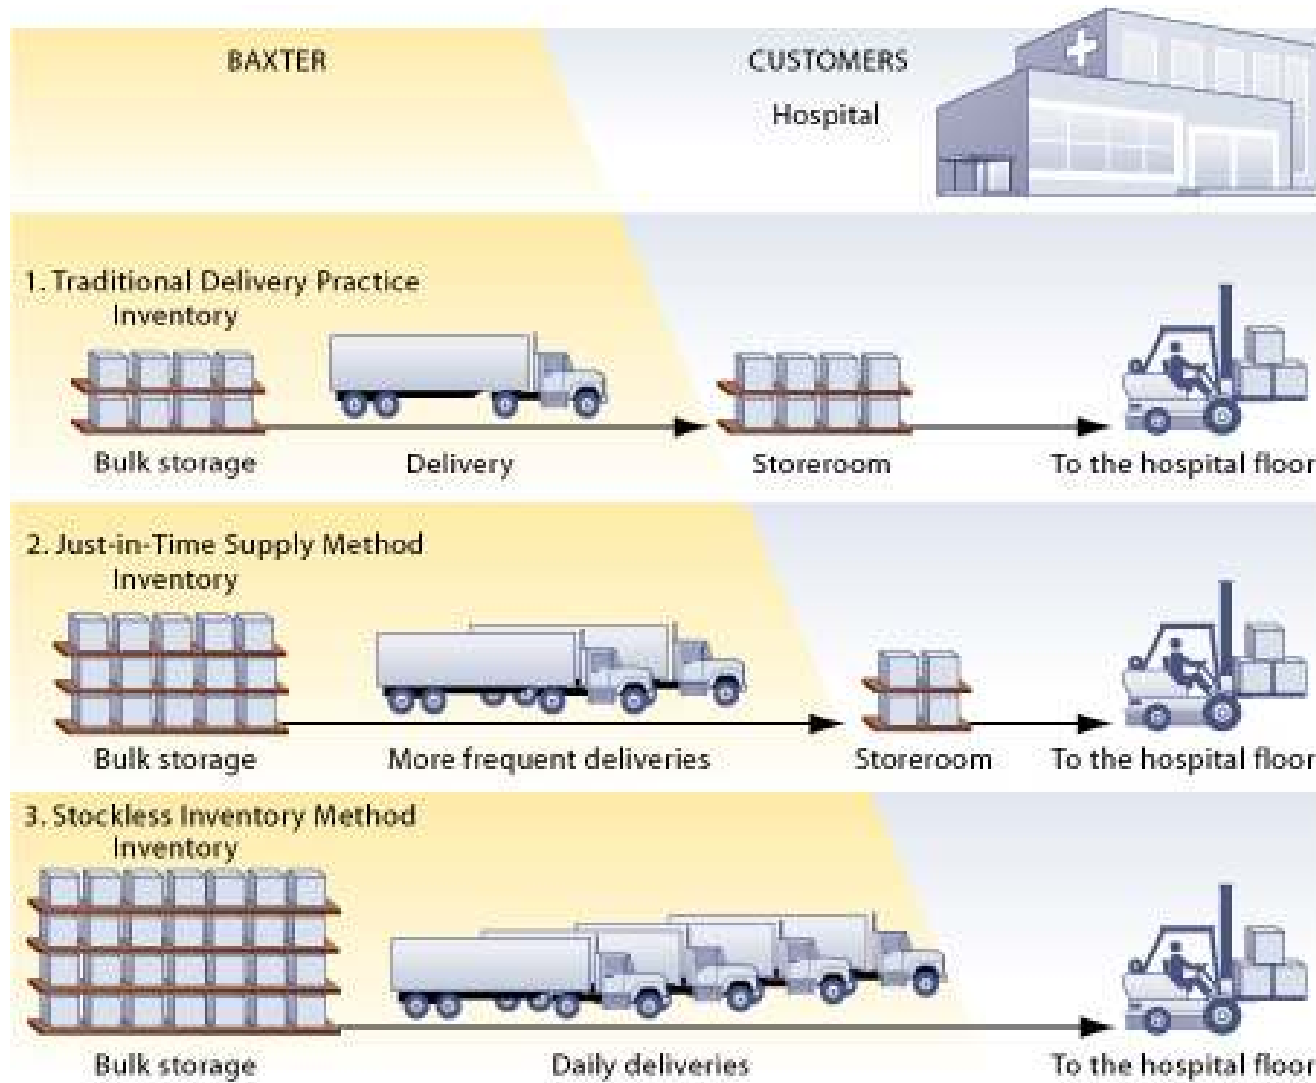 BAXTER
CUSTOMERS
Hospital
1. Traditional Delivery Practice
Inventory
Bulk storage
Delivery
Storeroom
To the hospital floor
2. Just-in-Time Supply Method
Inventory
Bulk storage
More frequent deliveries
Storeroom
To the hospital floor
3. Stockless Inventory Method
Inventory
Bulk storage
Daily deliveries
To the hospital floor